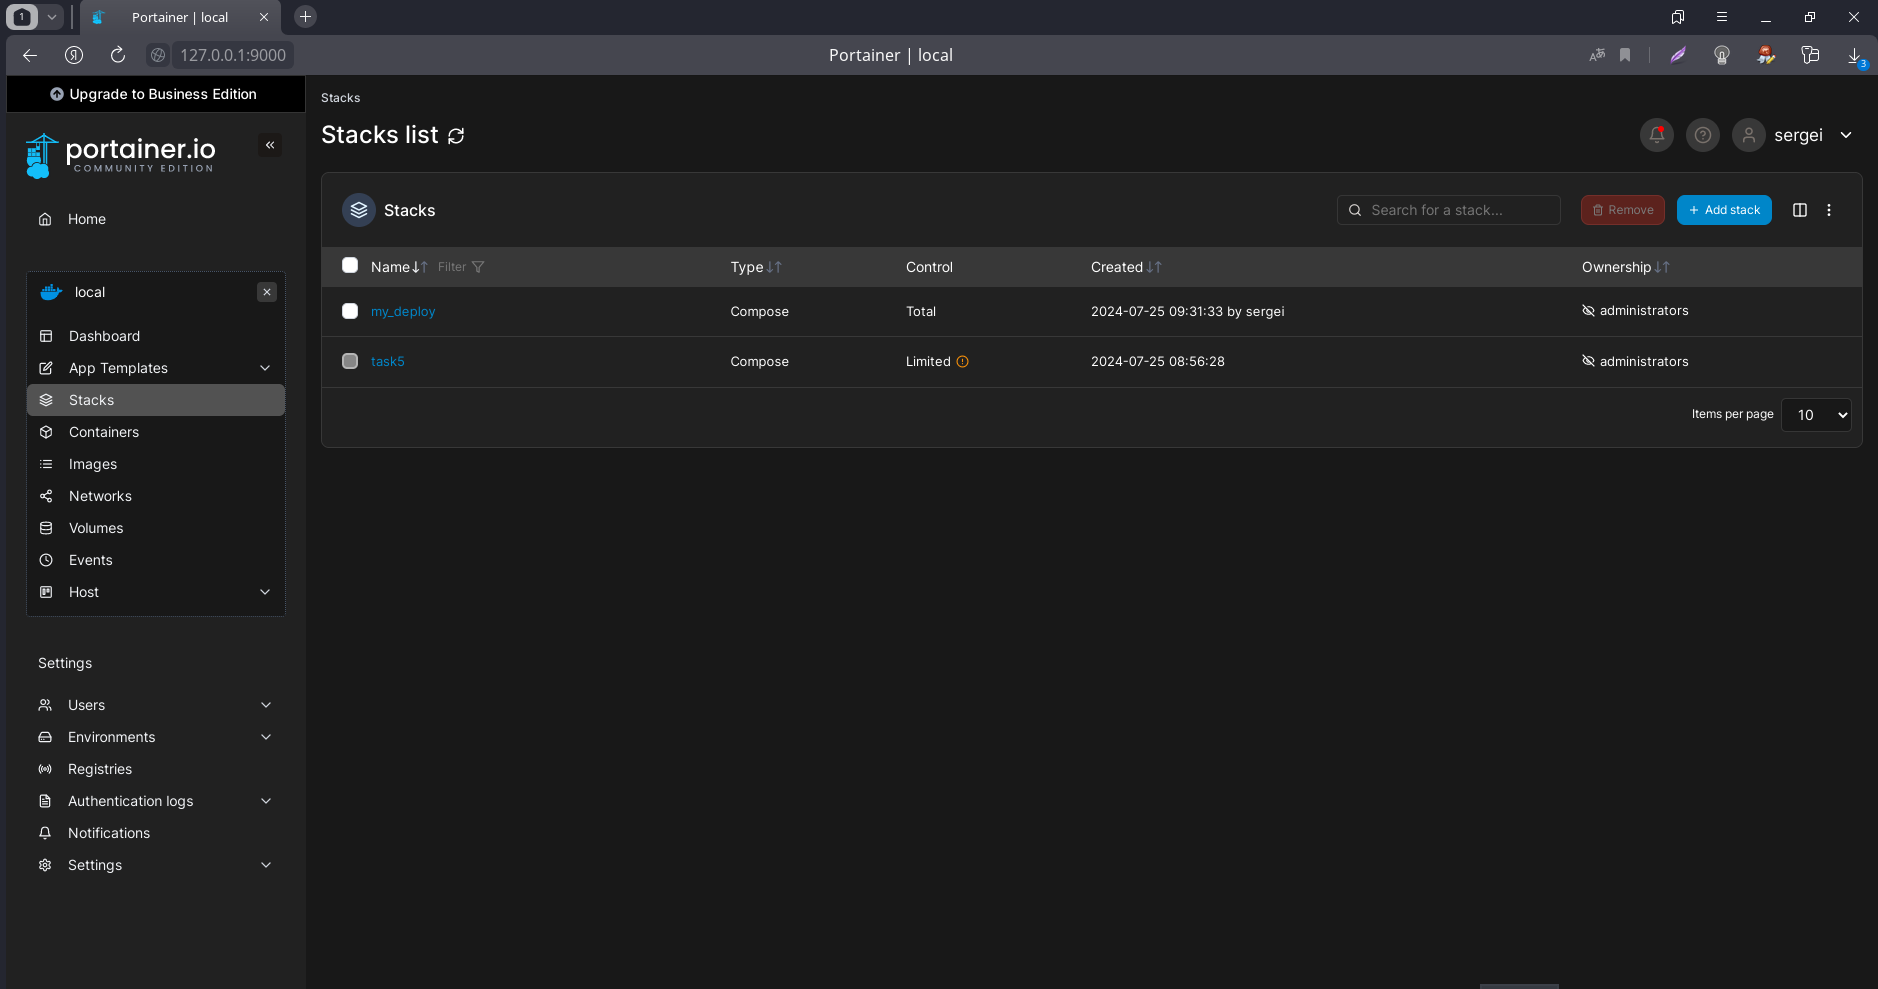 1
Portainer | local
127.0.0.1:9000
Portainer | local
3
Upgrade to Business Edition
portainer.io
COMMUNITY EDITION
Home
local
Dashboard
App Templates
Stacks
Containers
Images
Networks
Volumes
Events
Host
Settings
Users
Environments
Registries
Authentication logs
Notifications
Settings
Stacks
Stacks list
sergei
Stacks
Search for a stack...
Remove
Add stack
Name Filter Type Control Created Ownership
my_deploy Compose Total 2024-07-25 09:31:33 by sergei administrators
task5 Compose Limited 2024-07-25 08:56:28 administrators
Items per page 10